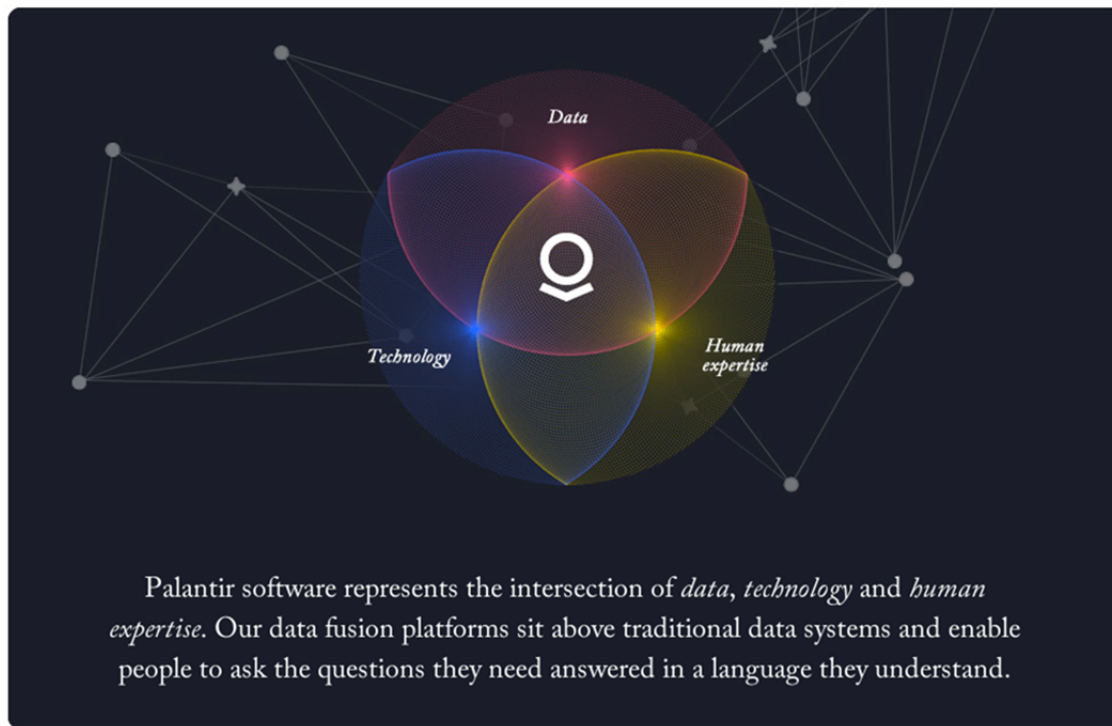 Data
Technology
Human
expertise
Palantir software represents the intersection of data, technology and human
expertise. Our data fusion platforms sit above traditional data systems and enable
people to ask the questions they need answered in a language they understand.